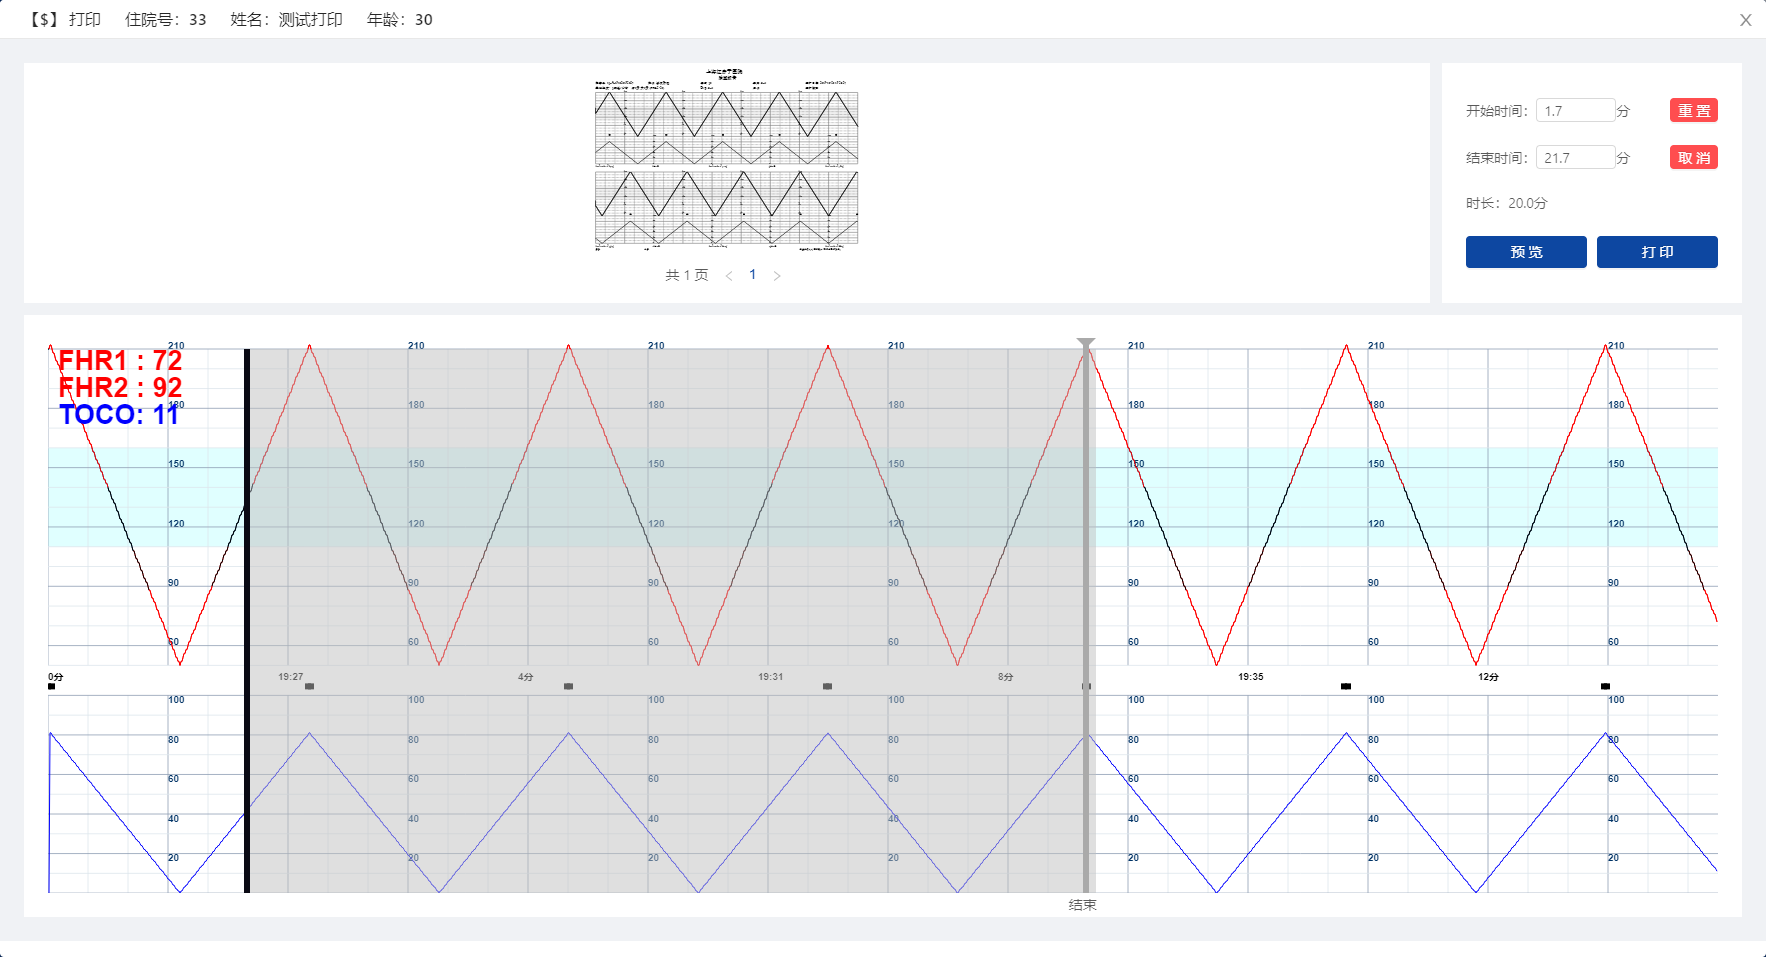 【$】 打印 住院号：33 姓名：测试打印 年龄：30 X
开始时间： 1.7 分 重 置
结束时间： 21.7 分 取 消
时长：20.0分
预 览 打 印
共 1 页 < 1 >
FHR1 : 72
FHR2 : 92
TOCO: 11
210 210 210 210 210 210 210
180 180 180 180 180 180 180
150 150 150 150 150 150 150
120 120 120 120 120 120 120
90 90 90 90 90 90 90
60 60 60 60 60 60 60
0分 19:27 4分 19:31 8分 19:35 12分
100 100 100 100 100 100 100
80 80 80 80 80 80 80
60 60 60 60 60 60 60
40 40 40 40 40 40 40
20 20 20 20 20 20 20
结束